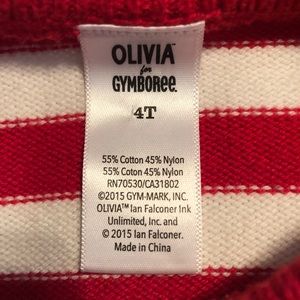 OLIVIA™
for
GYMBOREE®
4T
55% Cotton 45% Nylon
55% Coton 45% Nylon
RN70530/CA31802
©2015 GYM-MARK, INC.
OLIVIA™ Ian Falconer Ink
Unlimited, Inc. and
© 2015 Ian Falconer.
Made in China